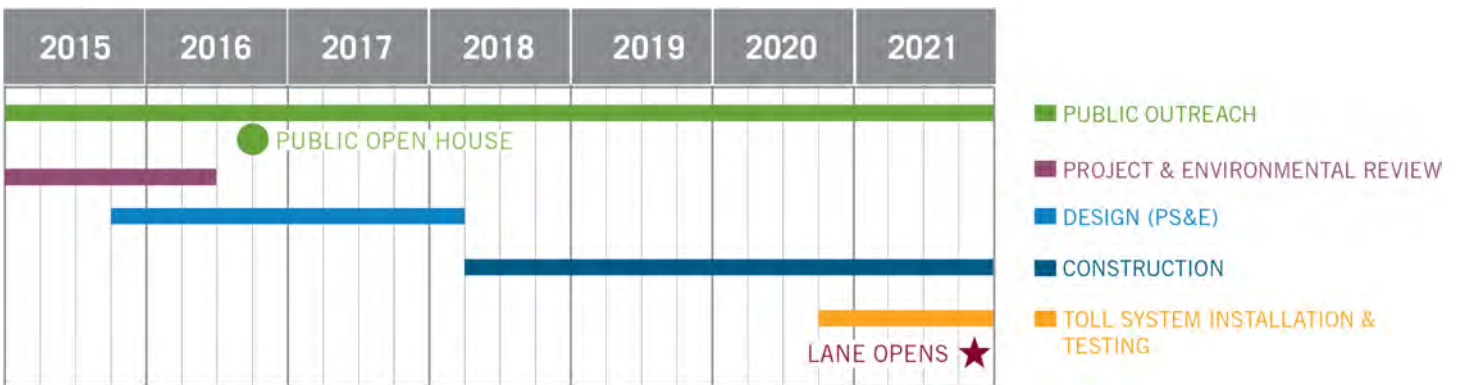 2015 2016 2017 2018 2019 2020 2021
PUBLIC OUTREACH
PUBLIC OPEN HOUSE
PROJECT & ENVIRONMENTAL REVIEW
DESIGN (PS&E)
CONSTRUCTION
TOLL SYSTEM INSTALLATION &
TESTING
LANE OPENS